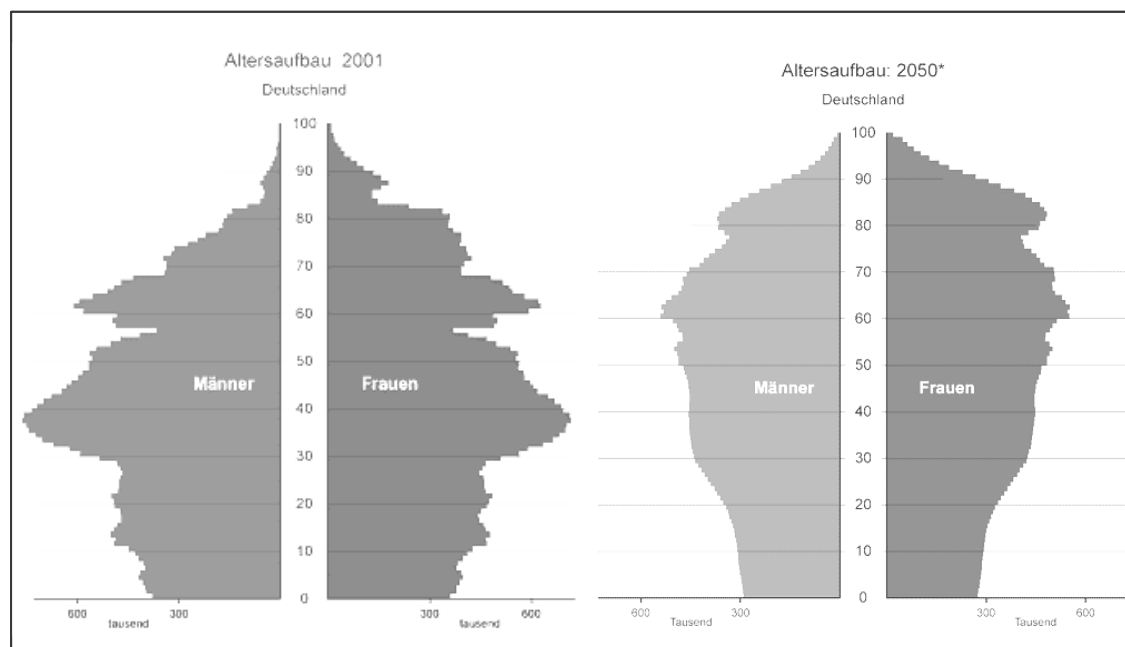 Altersaufbau 2001
Deutschland
100
90
80
70
60
50
40
30
20
10
0
Männer
Frauen
600 300
tausend
300 600
tausend
Altersaufbau: 2050*
Deutschland
100
90
80
70
60
50
40
30
20
10
0
Männer
Frauen
600 300
Tausend
300 600
Tausend